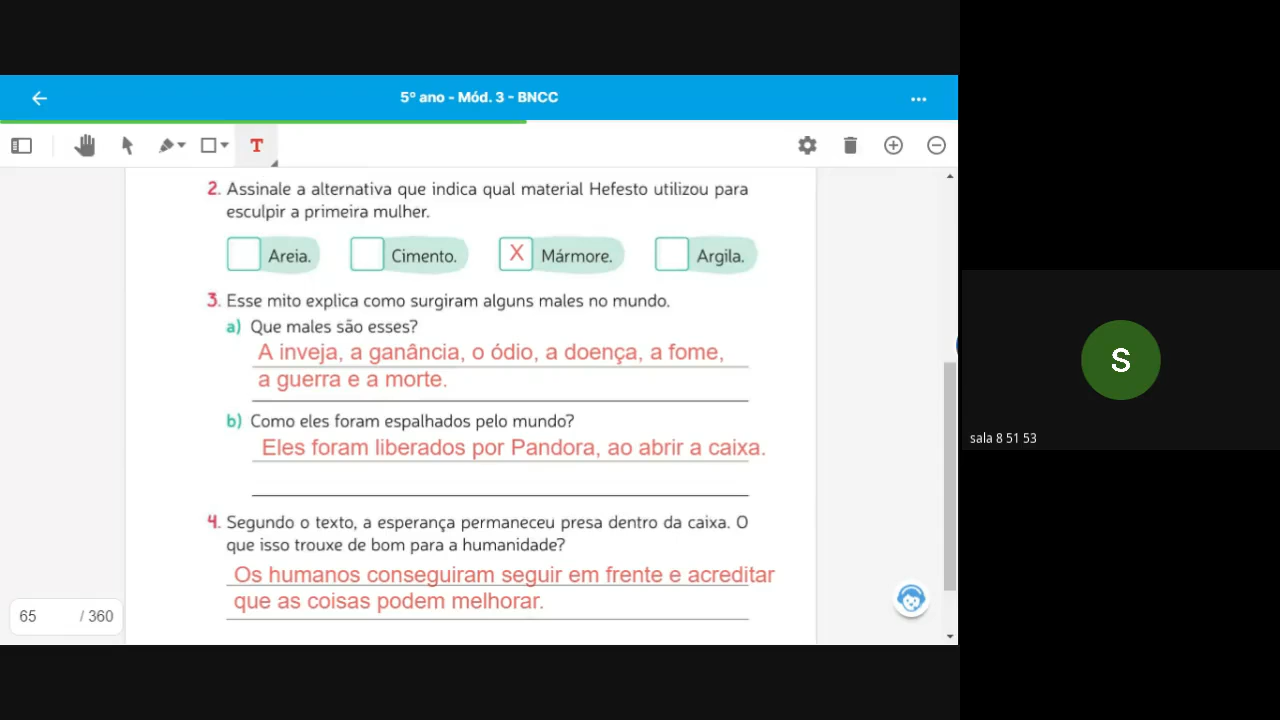 5º ano - Mód. 3 - BNCC
T
2. Assinale a alternativa que indica qual material Hefesto utilizou para
esculpir a primeira mulher.
Areia.
Cimento.
X Mármore.
Argila.
3. Esse mito explica como surgiram alguns males no mundo.
a) Que males são esses?
A inveja, a ganância, o ódio, a doença, a fome,
a guerra e a morte.
b) Como eles foram espalhados pelo mundo?
Eles foram liberados por Pandora, ao abrir a caixa.
4. Segundo o texto, a esperança permaneceu presa dentro da caixa. O
que isso trouxe de bom para a humanidade?
Os humanos conseguiram seguir em frente e acreditar
que as coisas podem melhorar.
65 / 360
S
sala 8 51 53